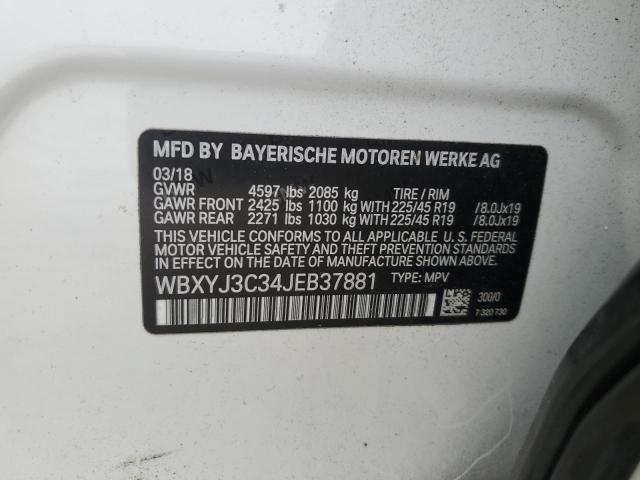 MFD BY BAYERISCHE MOTOREN WERKE AG
03/18
GVWR 4597 lbs 2085 kg TIRE / RIM
GAWR FRONT 2425 lbs 1100 kg WITH 225/45 R19 /8.0Jx19
GAWR REAR 2271 lbs 1030 kg WITH 225/45 R19 /8.0Jx19
THIS VEHICLE CONFORMS TO ALL APPLICABLE U. S. FEDERAL
MOTOR VEHICLE SAFETY AND THEFT PREVENTION STANDARDS
IN EFFECT ON THE DATE OF MANUFACTURE SHOWN ABOVE.
WBXYJ3C34JEB37881 TYPE: MPV
300/0
7 320 730